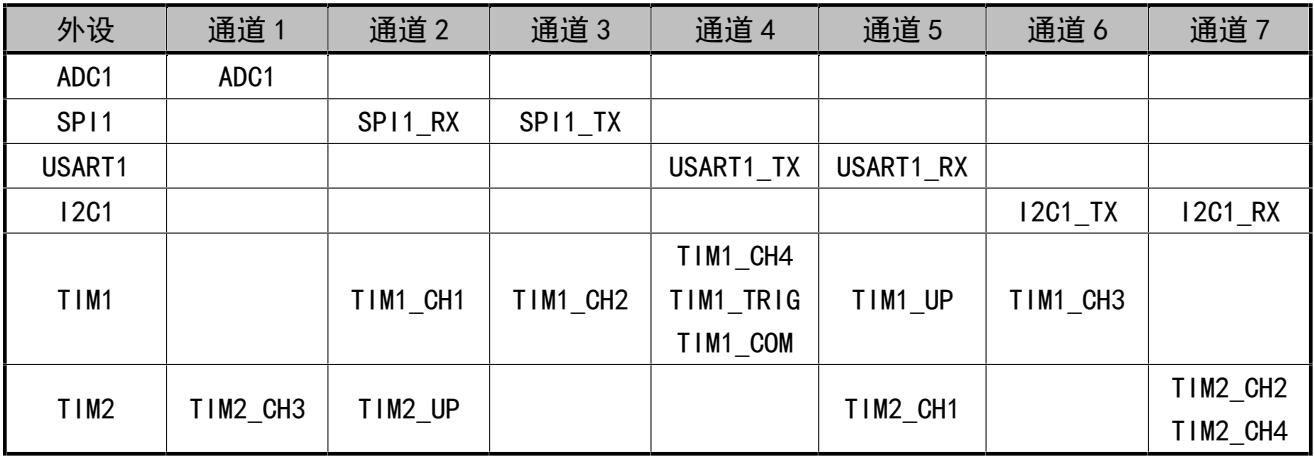 外设 通道1 通道2 通道3 通道4 通道5 通道6 通道7
ADC1 ADC1
SPI1 SPI1_RX SPI1_TX
USART1 USART1_TX USART1_RX
I2C1 I2C1_TX I2C1_RX
TIM1 TIM1_CH1 TIM1_CH2 TIM1_CH4 TIM1_TRIG TIM1_COM TIM1_UP TIM1_CH3
TIM2 TIM2_CH3 TIM2_UP TIM2_CH1 TIM2_CH2 TIM2_CH4